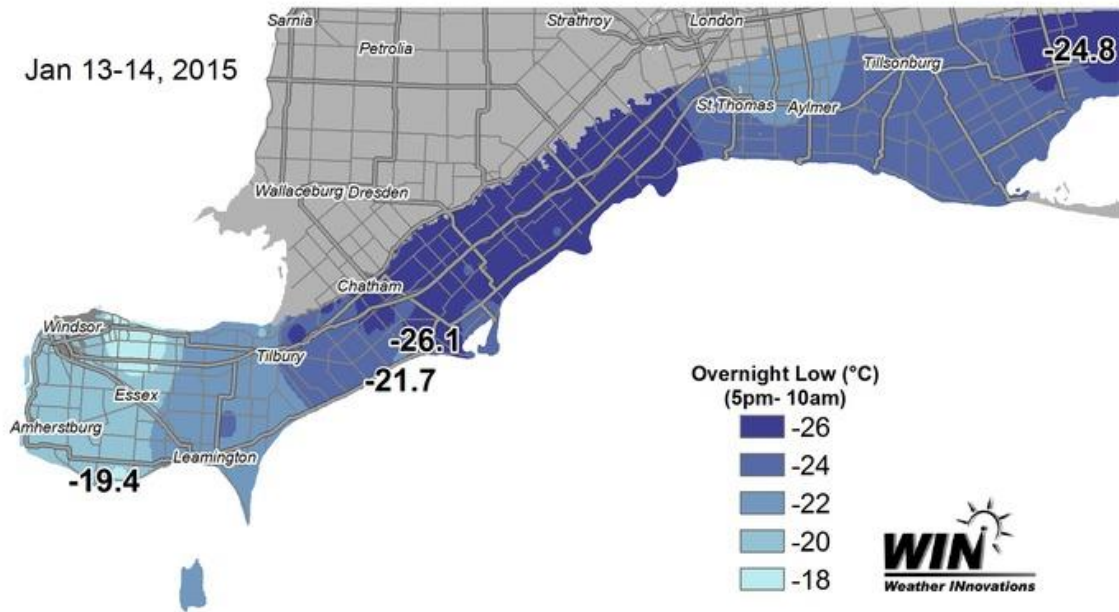 Sarnia
Strathroy
London
Petrolia
Jan 13-14, 2015
-24.8
Tillsonburg
St Thomas
Aylmer
Wallaceburg
Dresden
Chatham
Windsor
-26.1
Tilbury
-21.7
Essex
Amherstburg
Leamington
-19.4
Overnight Low (°C)
(5pm- 10am)
-26
-24
-22
-20
-18
WIN
Weather INnovations